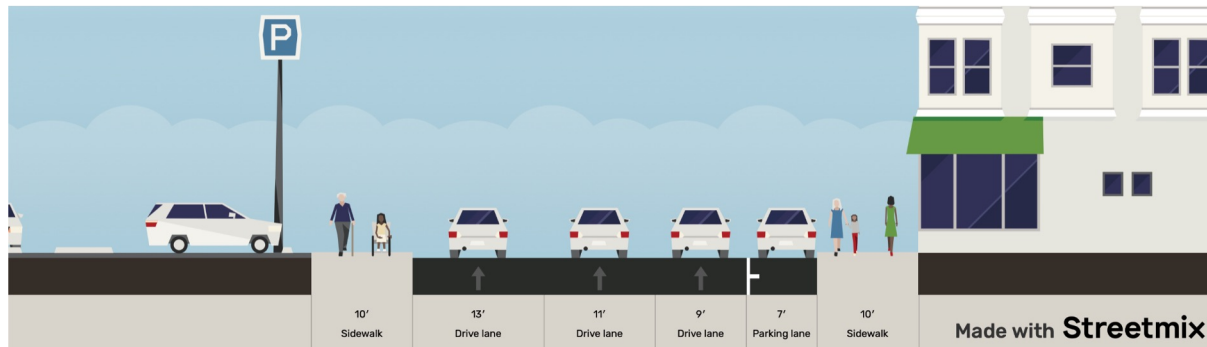 P
10′
Sidewalk
13′
Drive lane
11′
Drive lane
9′
Drive lane
7′
Parking lane
10′
Sidewalk
Made with Streetmix